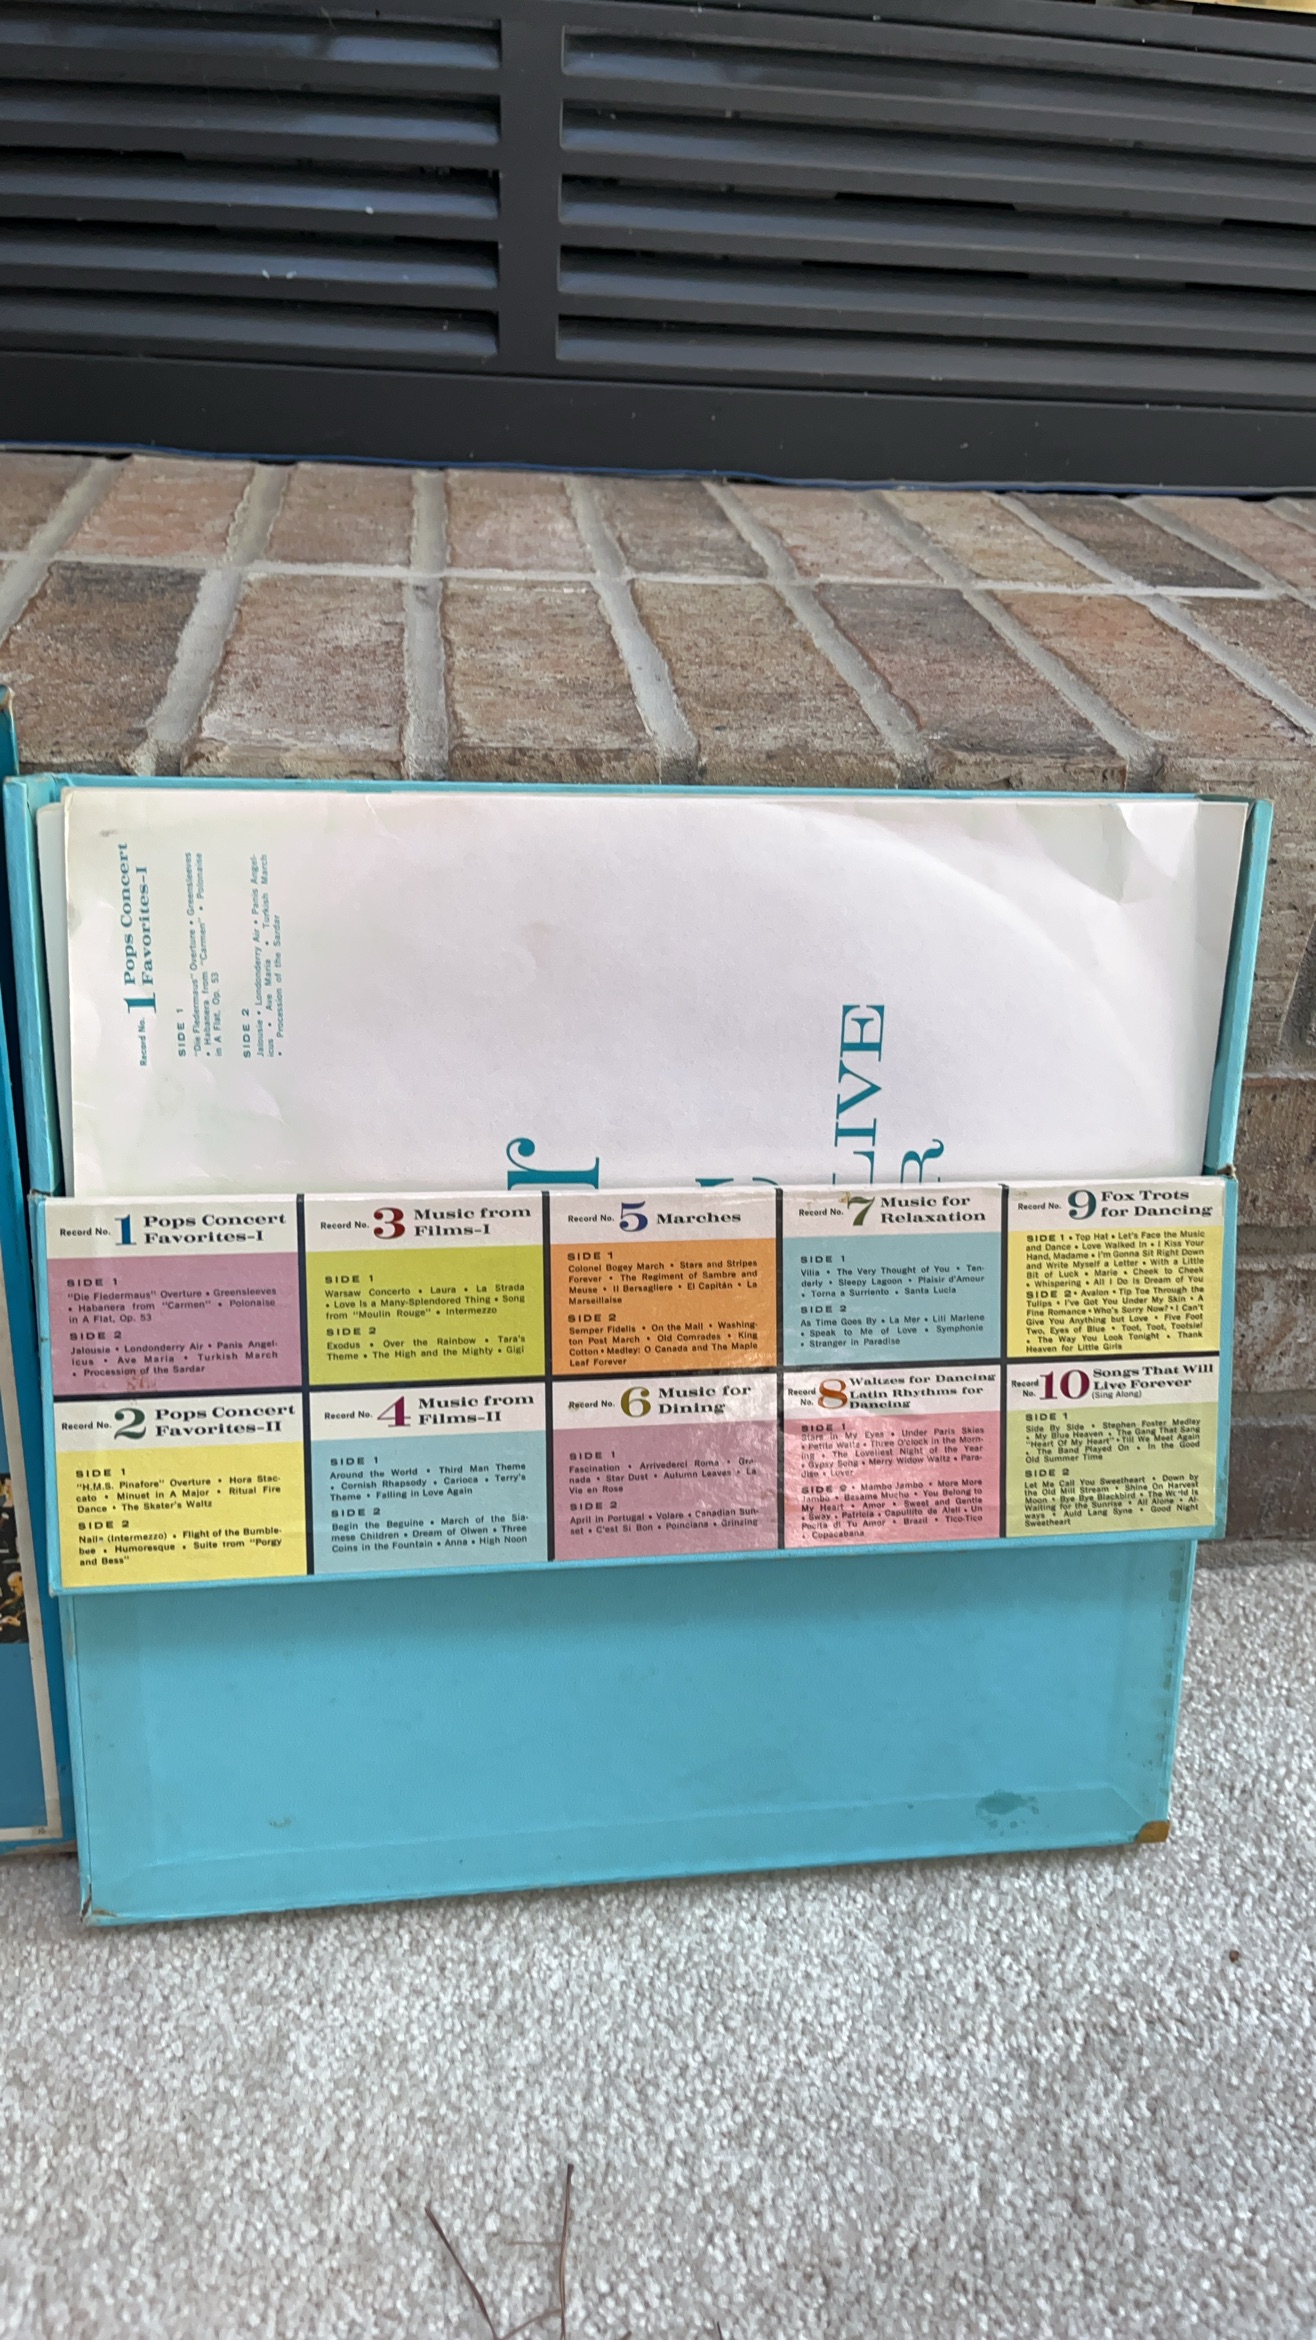 Record No. 1 Pops Concert
Favorites-I
SIDE 1
"Die Fledermaus" Overture • Greensleeves
• Habanera from "Carmen" • Polonaise
in A Flat, Op. 53
SIDE 2
Jalousie • Londonderry Air • Panis Angel-
icus • Ave Maria • Turkish March
• Procession of the Sardar
r
LIVE
R
Record No. 1 Pops Concert
Favorites-I
SIDE 1
"Die Fledermaus" Overture • Greensleeves
• Habanera from "Carmen" • Polonaise
in A Flat, Op. 53
SIDE 2
Jalousie • Londonderry Air • Panis Angel-
icus • Ave Maria • Turkish March
• Procession of the Sardar
Record No. 2 Pops Concert
Favorites-II
SIDE 1
"H.M.S. Pinafore" Overture • Hora Stac-
cato • Minuet in A Major • Ritual Fire
Dance • The Skater's Waltz
SIDE 2
Naila (Intermezzo) • Flight of the Bumble-
bee • Humoresque • Suite from "Porgy
and Bess"
Record No. 3 Music from
Films-I
SIDE 1
Warsaw Concerto • Laura • La Strada
• Love Is a Many-Splendored Thing • Song
from "Moulin Rouge" • Intermezzo
SIDE 2
Exodus • Over the Rainbow • Tara's
Theme • The High and the Mighty • Gigi
Record No. 4 Music from
Films-II
SIDE 1
Around the World • Third Man Theme
• Cornish Rhapsody • Carioca • Terry's
Theme • Falling in Love Again
SIDE 2
Begin the Beguine • March of the Sia-
mese Children • Dream of Olwen • Three
Coins in the Fountain • Anna • High Noon
Record No. 5 Marches
SIDE 1
Colonel Bogey March • Stars and Stripes
Forever • The Regiment of Sambre and
Meuse • Il Bersagliere • El Capitán • La
Marseillaise
SIDE 2
Semper Fidelis • On the Mall • Washing-
ton Post March • Old Comrades • King
Cotton • Medley: O Canada and The Maple
Leaf Forever
Record No. 6 Music for
Dining
SIDE 1
Fascination • Arrivederci Roma • Gra-
nada • Star Dust • Autumn Leaves • La
Vie en Rose
SIDE 2
April in Portugal • Volare • Canadian Sun-
set • C'est Si Bon • Poinciana • Grinzing
Record No. 7 Music for
Relaxation
SIDE 1
Vilia • The Very Thought of You • Ten-
derly • Sleepy Lagoon • Plaisir d'Amour
• Torna a Surriento • Santa Lucia
SIDE 2
As Time Goes By • La Mer • Lili Marlene
• Speak to Me of Love • Symphonie
• Stranger in Paradise
Record No. 8 Waltzes for Dancing
Latin Rhythms for
Dancing
SIDE 1
Stars in My Eyes • Under Paris Skies
• Petite Waltz • Three O'clock in the Morn-
ing • The Loveliest Night of the Year
• Gypsy Song • Merry Widow Waltz • Para-
dise • Lover
SIDE 2 • Mambo Jambo • More More
Jambo • Besame Mucho • You Belong to
My Heart • Amor • Sweet and Gentle
• Sway • Patricia • Capullito de Aleli • Un
Poquito di Tu Amor • Brazil • Tico-Tico
• Copacabana
Record No. 9 Fox Trots
for Dancing
SIDE 1 • Top Hat • Let's Face the Music
and Dance • Love Walked In • I Kiss Your
Hand, Madame • I'm Gonna Sit Right Down
and Write Myself a Letter • With a Little
Bit of Luck • Marie • Cheek to Cheek
• Whispering • All I Do Is Dream of You
SIDE 2 • Avalon • Tip Toe Through the
Tulips • I've Got You Under My Skin • A
Fine Romance • Who's Sorry Now? • I Can't
Give You Anything but Love • Five Foot
Two, Eyes of Blue • Toot, Toot, Tootsie!
• The Way You Look Tonight • Thank
Heaven for Little Girls
Record No. 10 Songs That Will
Live Forever
(Sing Along)
SIDE 1
Side By Side • Stephen Foster Medley
• My Blue Heaven • The Gang That Sang
"Heart Of My Heart" • Till We Meet Again
• The Band Played On • In the Good
Old Summer Time
SIDE 2
Let Me Call You Sweetheart • Down by
the Old Mill Stream • Shine On Harvest
Moon • Bye Bye Blackbird • The World Is
Waiting for the Sunrise • All Alone • Al-
ways • Auld Lang Syne • Good Night
Sweetheart